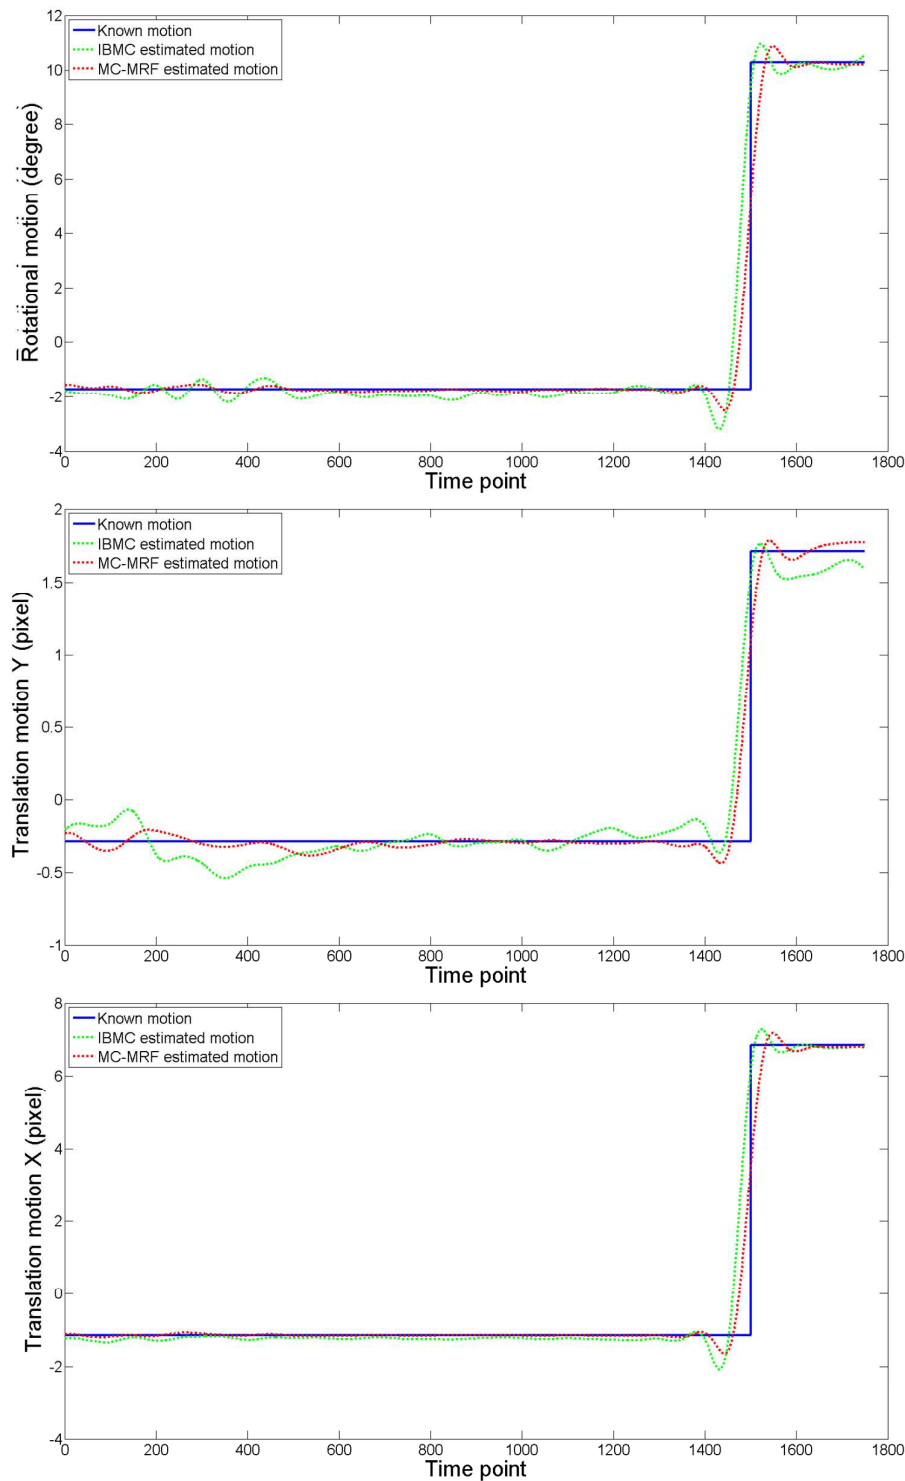 12
10
8
6
4
2
0
-2
-4
Rotational motion (degree)
Known motion
IBMC estimated motion
MC-MRF estimated motion
0 200 400 600 800 1000 1200 1400 1600 1800
Time point
2
1.5
1
0.5
0
-0.5
-1
Translation motion Y (pixel)
Known motion
IBMC estimated motion
MC-MRF estimated motion
0 200 400 600 800 1000 1200 1400 1600 1800
Time point
8
6
4
2
0
-2
-4
Translation motion X (pixel)
Known motion
IBMC estimated motion
MC-MRF estimated motion
0 200 400 600 800 1000 1200 1400 1600 1800
Time point